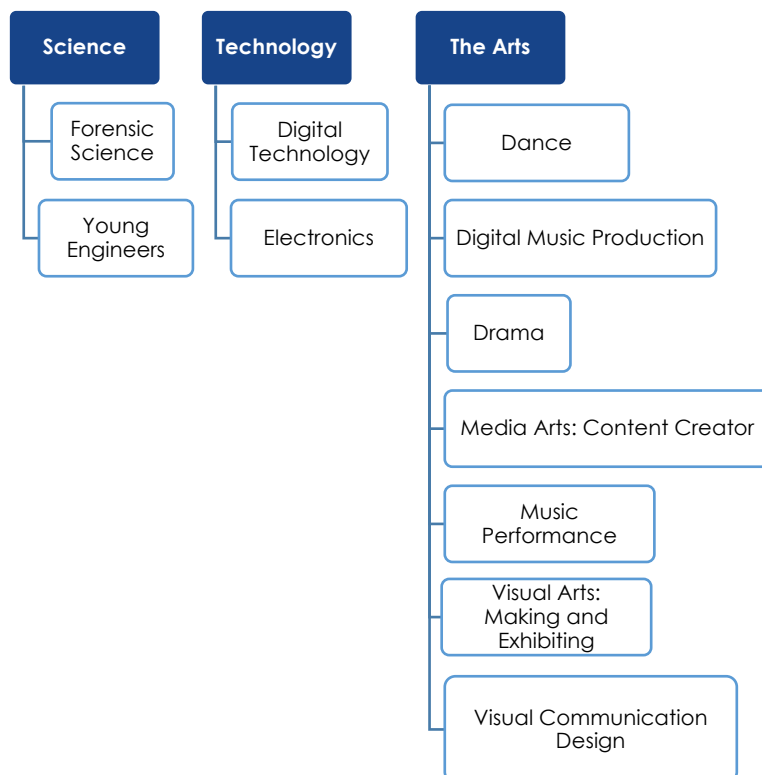 Science
Forensic
Science
Young
Engineers
Technology
Digital
Technology
Electronics
The Arts
Dance
Digital Music Production
Drama
Media Arts: Content Creator
Music
Performance
Visual Arts:
Making and
Exhibiting
Visual Communication
Design